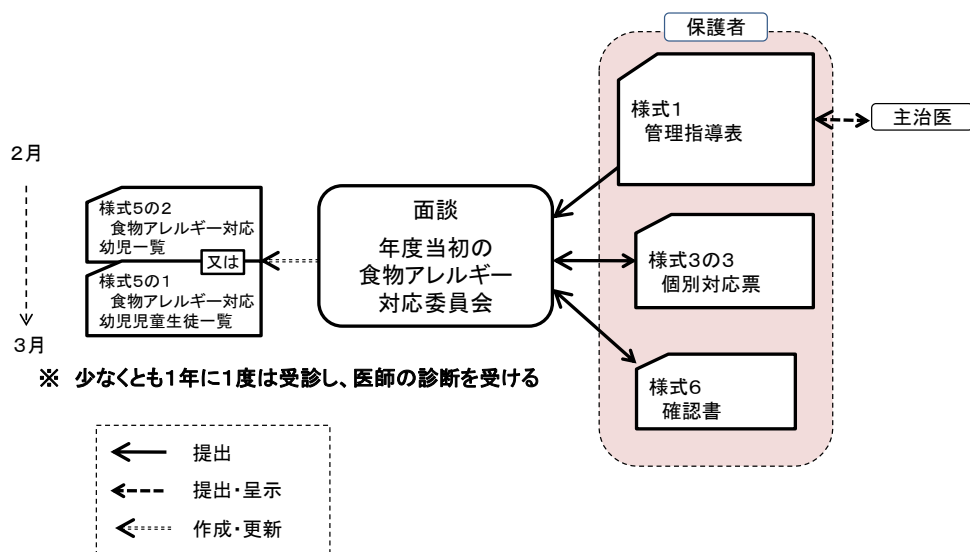 保護者
様式1
管理指導表
主治医
2月
3月
様式5の2
食物アレルギー対応
幼児一覧
又は
様式5の1
食物アレルギー対応
幼児児童生徒一覧
面談
年度当初の
食物アレルギー
対応委員会
様式3の3
個別対応票
様式6
確認書
※ 少なくとも1年に1度は受診し、医師の診断を受ける
提出
提出・呈示
作成・更新